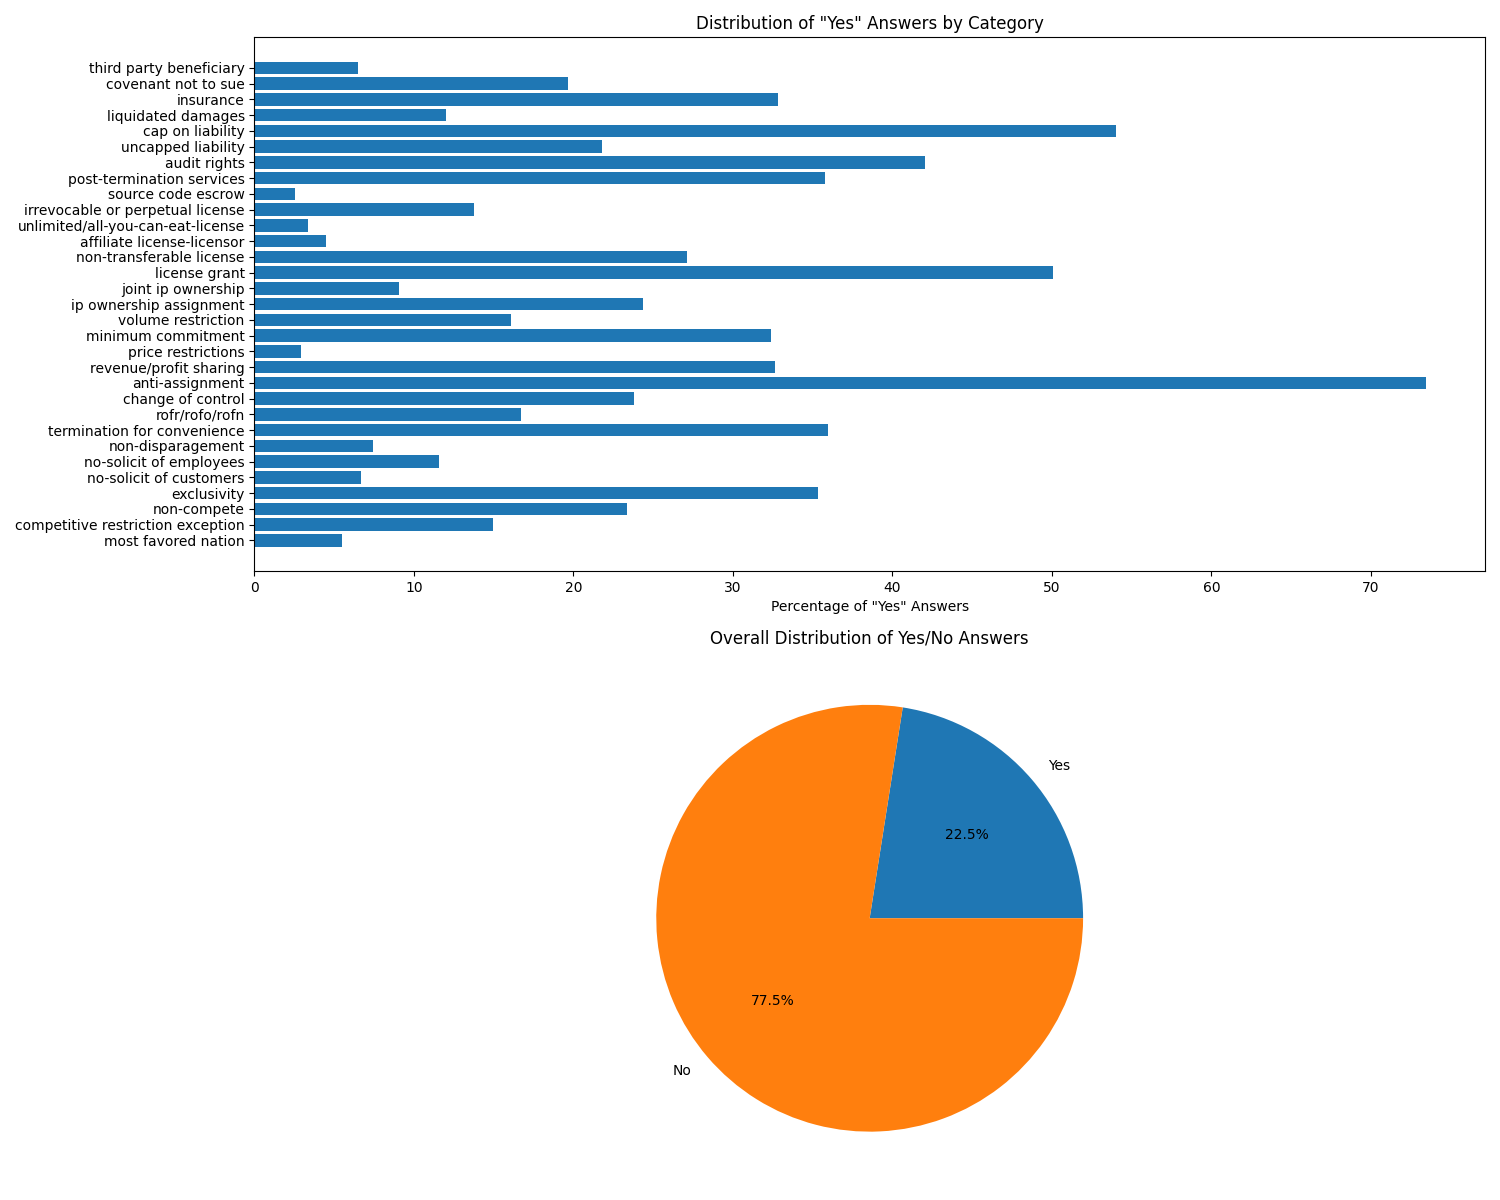 Distribution of "Yes" Answers by Category
third party beneficiary
covenant not to sue
insurance
liquidated damages
cap on liability
uncapped liability
audit rights
post-termination services
source code escrow
irrevocable or perpetual license
unlimited/all-you-can-eat-license
affiliate license-licensor
non-transferable license
license grant
joint ip ownership
ip ownership assignment
volume restriction
minimum commitment
price restrictions
revenue/profit sharing
anti-assignment
change of control
rofr/rofo/rofn
termination for convenience
non-disparagement
no-solicit of employees
no-solicit of customers
exclusivity
non-compete
competitive restriction exception
most favored nation
0 10 20 30 40 50 60 70
Percentage of "Yes" Answers
Overall Distribution of Yes/No Answers
Yes
22.5%
77.5%
No